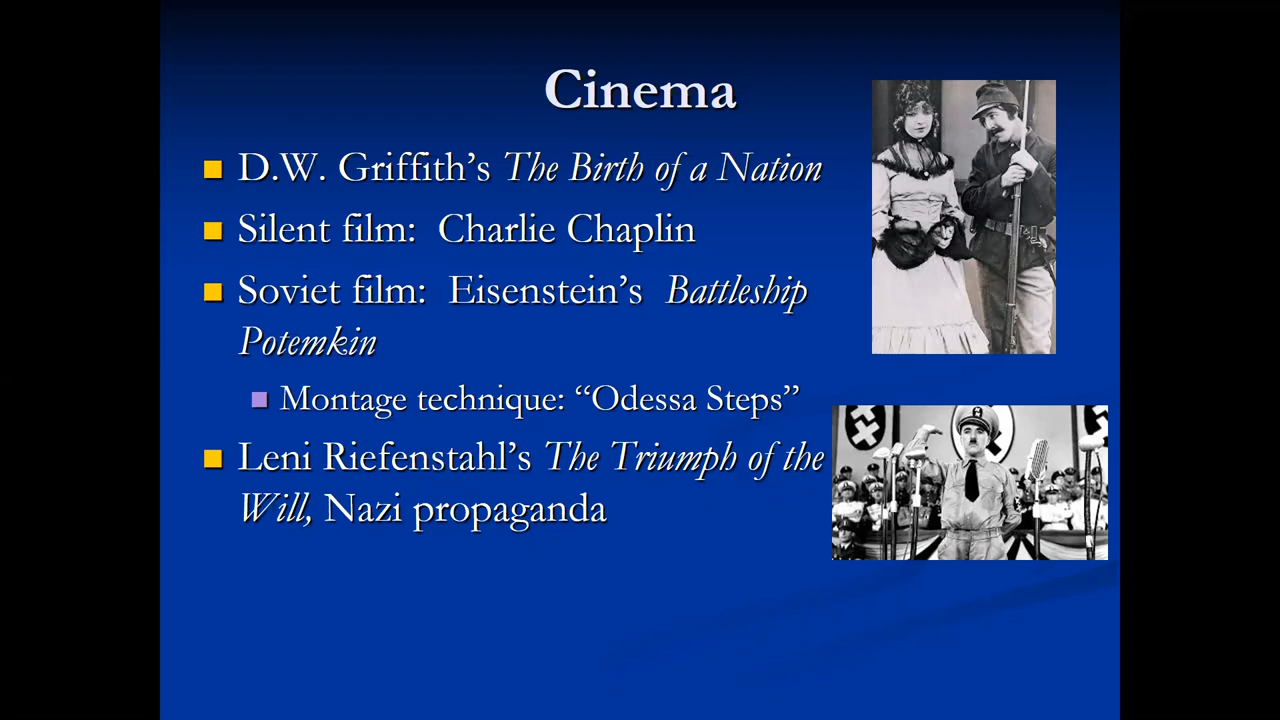 Cinema
D.W. Griffith’s The Birth of a Nation
Silent film:  Charlie Chaplin
Soviet film:  Eisenstein’s  Battleship
Potemkin
Montage technique: “Odessa Steps”
Leni Riefenstahl’s The Triumph of the
Will, Nazi propaganda